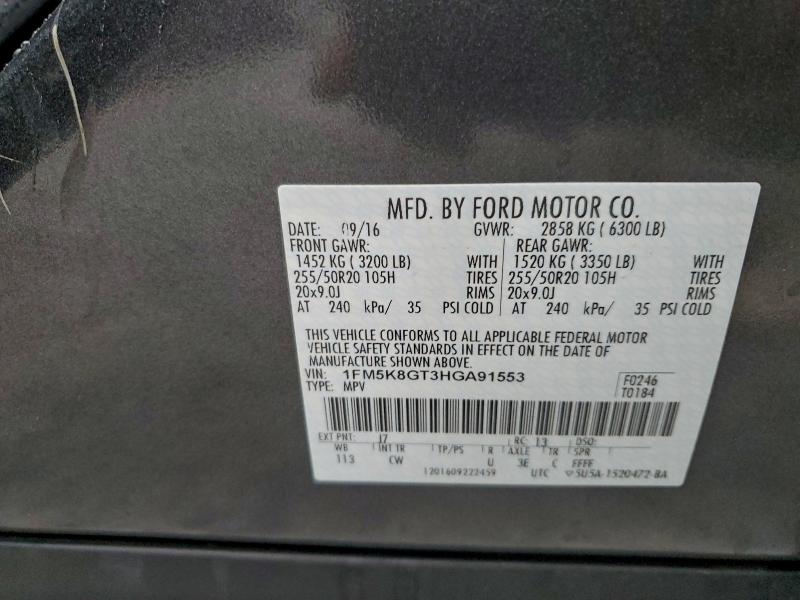 MFD. BY FORD MOTOR CO.
DATE: 09/16 GVWR: 2858 KG ( 6300 LB)
FRONT GAWR: REAR GAWR:
1452 KG ( 3200 LB) WITH 1520 KG ( 3350 LB) WITH
255/50R20 105H TIRES 255/50R20 105H TIRES
20x9.0J RIMS 20x9.0J RIMS
AT 240 kPa/ 35 PSI COLD AT 240 kPa/ 35 PSI COLD
THIS VEHICLE CONFORMS TO ALL APPLICABLE FEDERAL MOTOR
VEHICLE SAFETY STANDARDS IN EFFECT ON THE DATE OF
MANUFACTURE SHOWN ABOVE.
VIN: 1FM5K8GT3HGA91553 F0246
TYPE: MPV T0184
EXT PNT: J7 RC: 13 DSO:
WB INT TR TP/PS R AXLE TR SPR
113 CW U 3E C FFFF
1201609222459 UTC 5U5A-1520472-BA